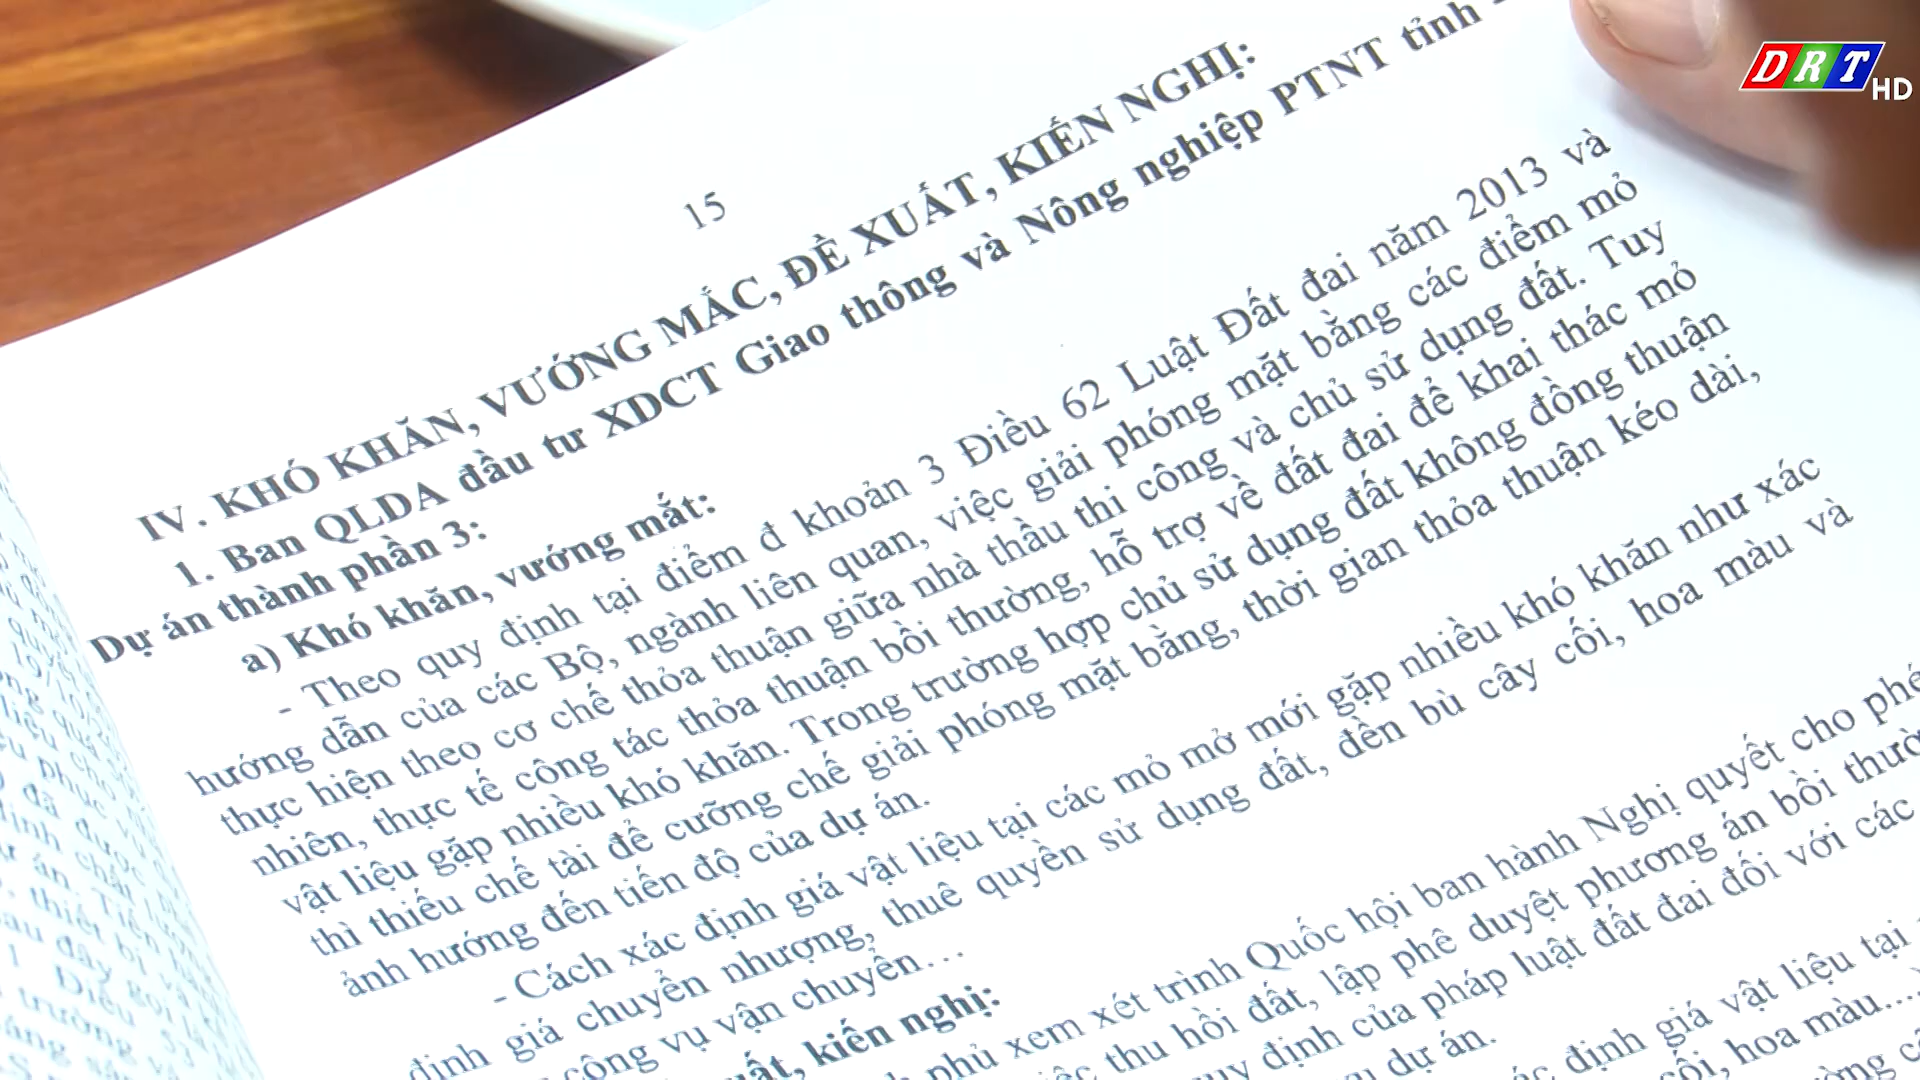 DRT HD
15
IV. KHÓ KHĂN, VƯỚNG MẮC, ĐỀ XUẤT, KIẾN NGHỊ:
1. Ban QLDA đầu tư XDCT Giao thông và Nông nghiệp PTNT tỉnh
Dự án thành phần 3:
a) Khó khăn, vướng mắt:
- Theo quy định tại điểm đ khoản 3 Điều 62 Luật Đất đai năm 2013 và
hướng dẫn của các Bộ, ngành liên quan, việc giải phóng mặt bằng các điểm mỏ
thực hiện theo cơ chế thỏa thuận giữa nhà thầu thi công và chủ sử dụng đất. Tuy
nhiên, thực tế công tác thỏa thuận bồi thường, hỗ trợ về đất đai để khai thác mỏ
vật liệu gặp nhiều khó khăn. Trong trường hợp chủ sử dụng đất không đồng thuận
thì thiếu chế tài để cưỡng chế giải phóng mặt bằng, thời gian thỏa thuận kéo dài,
ảnh hướng đến tiến độ của dự án.
- Cách xác định giá vật liệu tại các mỏ mở mới gặp nhiều khó khăn như xác
định giá chuyển nhượng, thuê quyền sử dụng đất, đền bù cây cối, hoa màu và
công vụ vận chuyển…
kiến nghị:
phủ xem xét trình Quốc hội ban hành Nghị quyết cho
thu hồi đất, lập phê duyệt phương án bồi
định của pháp luật đất đai đối với các
dự án.
định giá vật liệu tại
hoa màu....